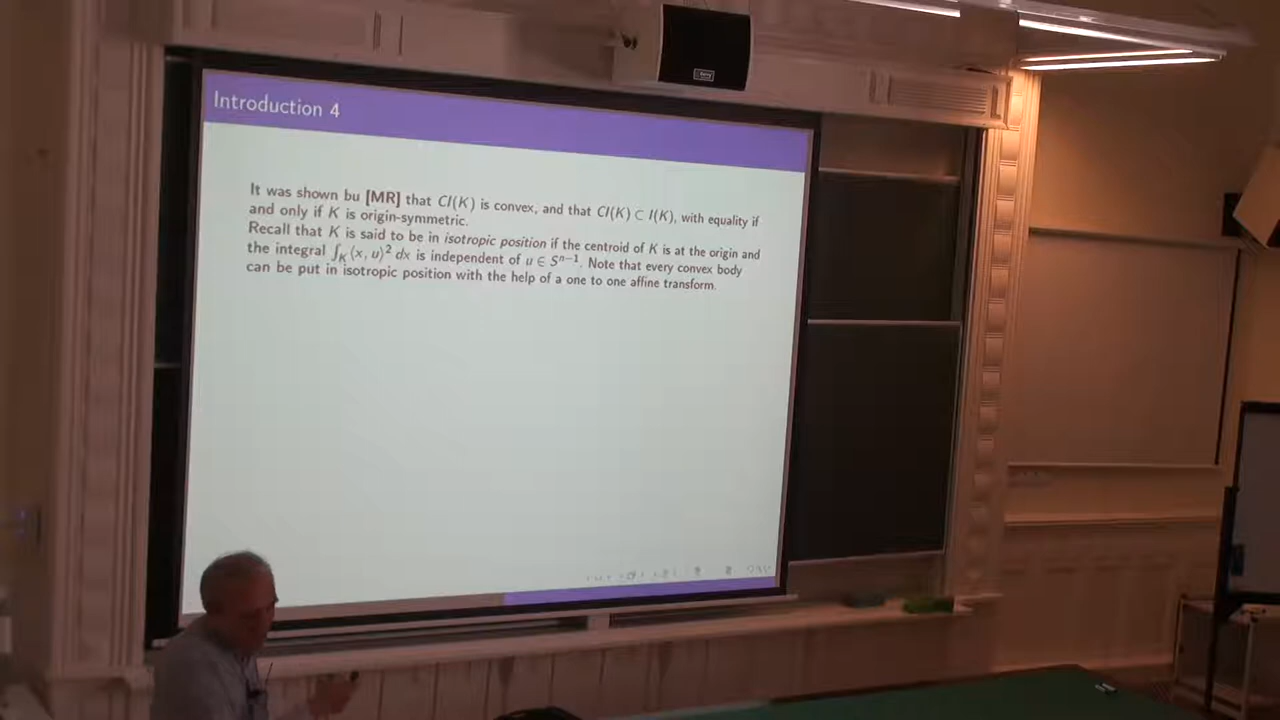 Introduction 4
It was shown bu [MR] that CI(K) is convex, and that CI(K) ⊂ I(K), with equality if
and only if K is origin-symmetric.
Recall that K is said to be in isotropic position if the centroid of K is at the origin and
the integral ∫_K ⟨x, u⟩² dx is independent of u ∈ Sⁿ⁻¹. Note that every convex body
can be put in isotropic position with the help of a one to one affine transform.